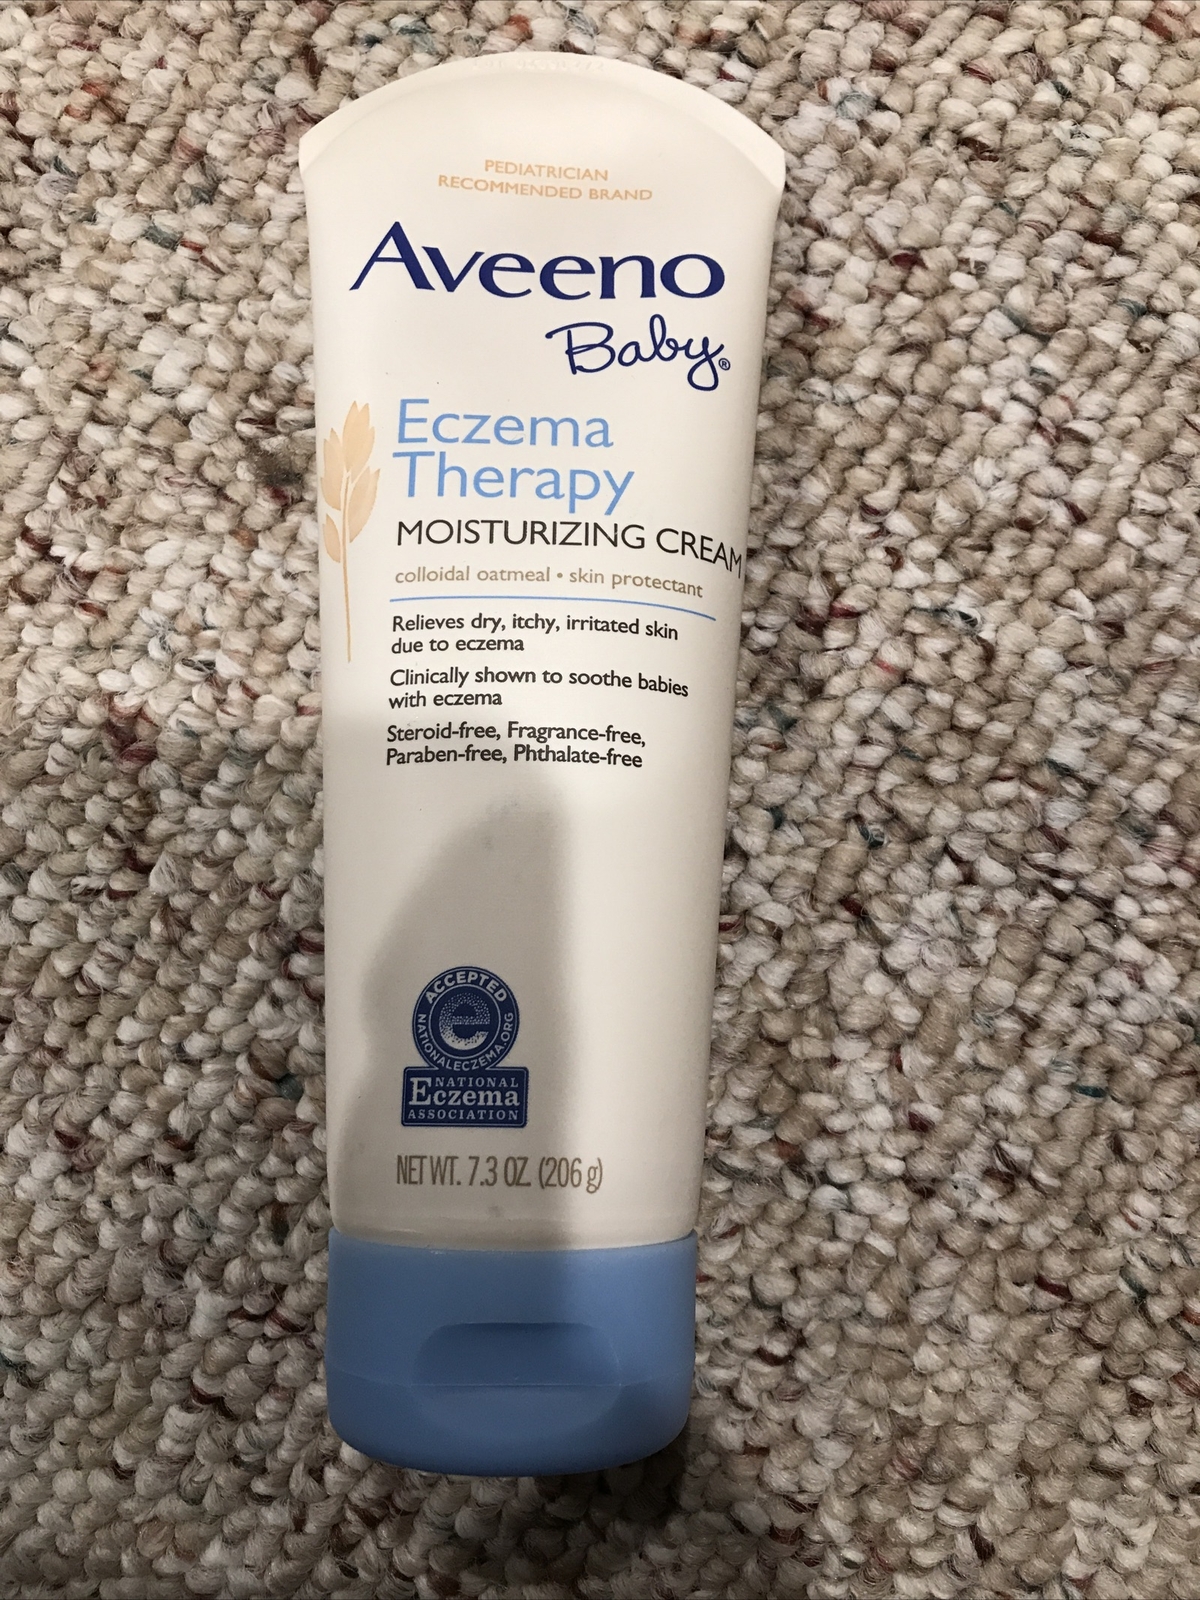 PEDIATRICIAN
RECOMMENDED BRAND
Aveeno
Baby®
Eczema
Therapy
MOISTURIZING CREAM
colloidal oatmeal • skin protectant
Relieves dry, itchy, irritated skin
due to eczema
Clinically shown to soothe babies
with eczema
Steroid-free, Fragrance-free,
Paraben-free, Phthalate-free
ACCEPTED
e
NATIONALECZEMA.ORG
NATIONAL
Eczema
ASSOCIATION
NET WT. 7.3 OZ. (206 g)